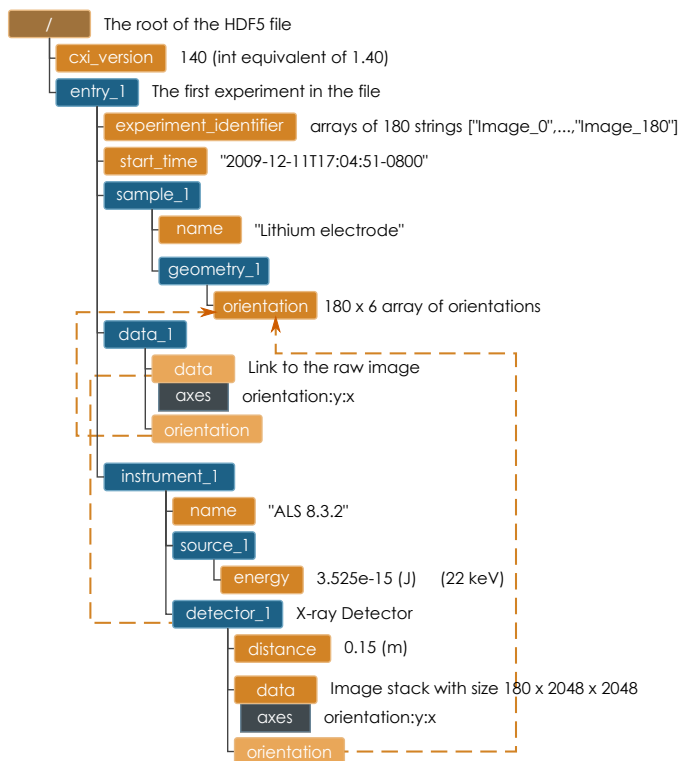 / The root of the HDF5 file
cxi_version 140 (int equivalent of 1.40)
entry_1 The first experiment in the file
experiment_identifier arrays of 180 strings ["Image_0",...,"Image_180"]
start_time "2009-12-11T17:04:51-0800"
sample_1
name "Lithium electrode"
geometry_1
orientation 180 x 6 array of orientations
data_1
data Link to the raw image
axes orientation:y:x
orientation
instrument_1
name "ALS 8.3.2"
source_1
energy 3.525e-15 (J) (22 keV)
detector_1 X-ray Detector
distance 0.15 (m)
data Image stack with size 180 x 2048 x 2048
axes orientation:y:x
orientation